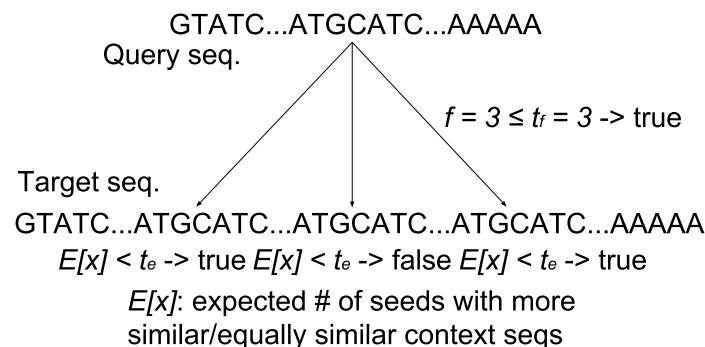 GTATC...ATGCATC...AAAAA
Query seq.
f = 3 ≤ tf = 3 -> true
Target seq.
GTATC...ATGCATC...ATGCATC...ATGCATC...AAAAA
E[x] < te -> true E[x] < te -> false E[x] < te -> true
E[x]: expected # of seeds with more
similar/equally similar context seqs